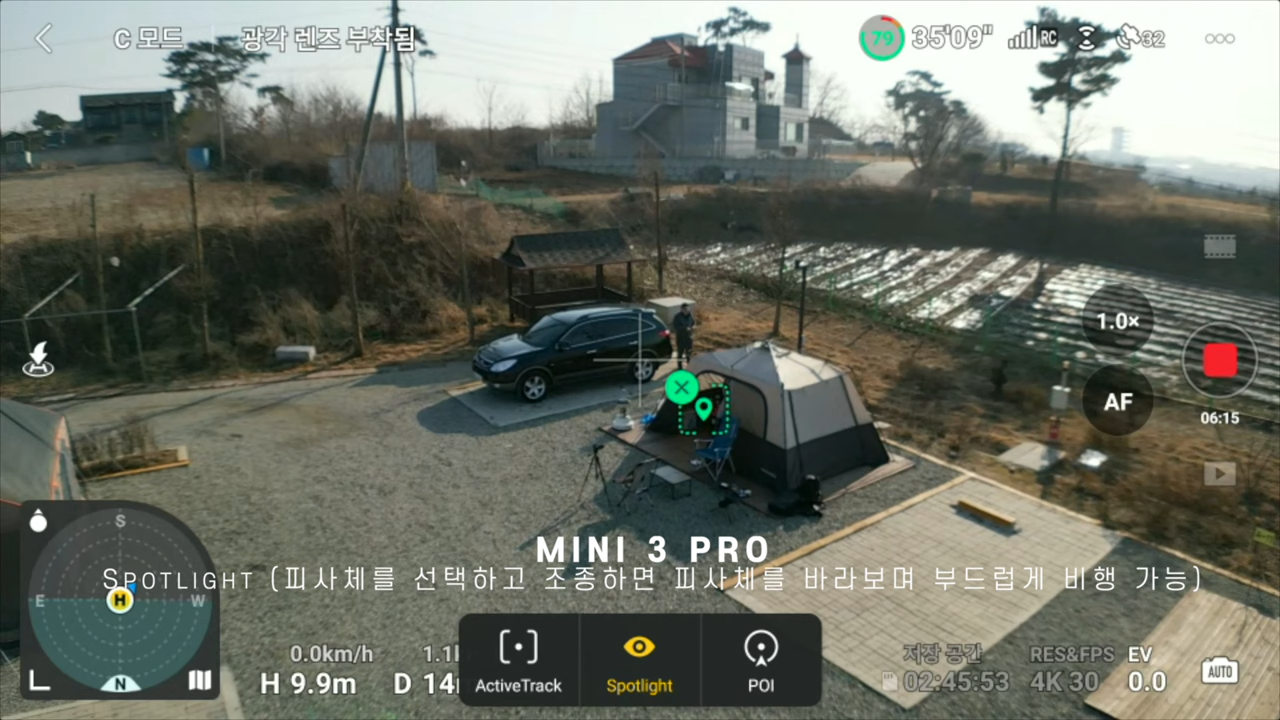 C 모드
광각 렌즈 부착됨
79
35'09"
RC
32
1.0×
AF
06:15
MINI 3 PRO
SPOTLIGHT (피사체를 선택하고 조종하면 피사체를 바라보며 부드럽게 비행 가능)
S
E
H
W
N
L
0.0km/h
1.1
H 9.9m
D 14
ActiveTrack
Spotlight
POI
저장 공간
02:45:53
RES&FPS
4K 30
EV
0.0
AUTO